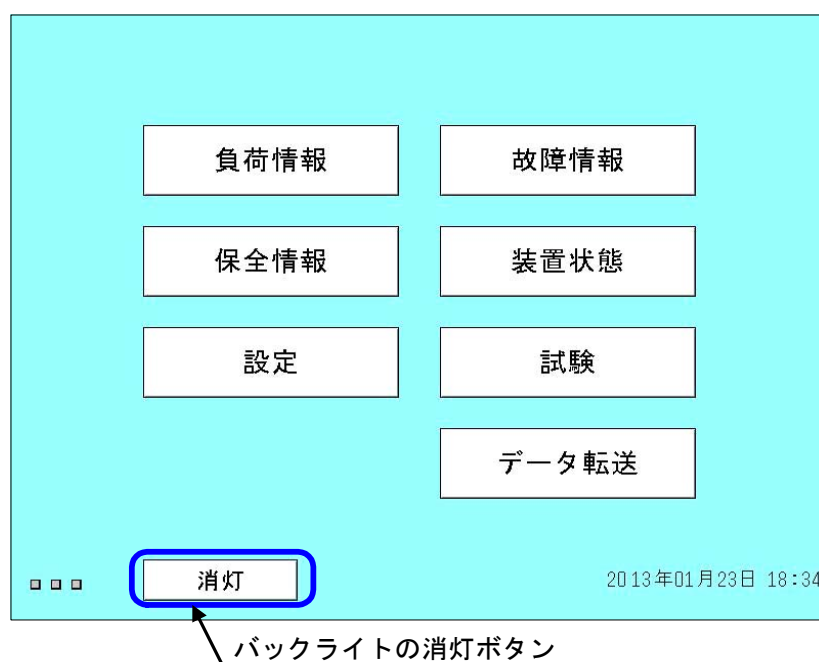 負荷情報 故障情報
保全情報 装置状態
設定 試験
データ転送
消灯 2013年01月23日 18:34
バックライトの消灯ボタン